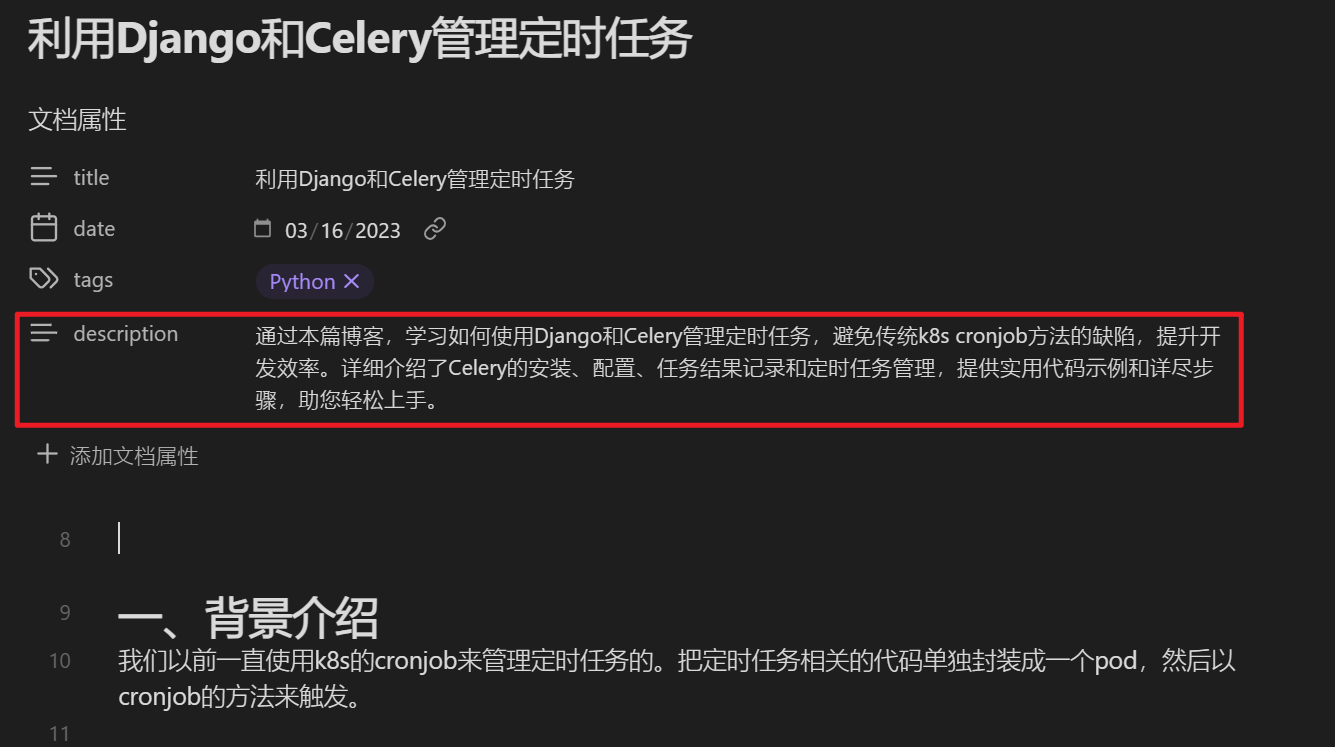 利用Django和Celery管理定时任务
文档属性
title 利用Django和Celery管理定时任务
date 03/16/2023
tags Python
description 通过本篇博客，学习如何使用Django和Celery管理定时任务，避免传统k8s cronjob方法的缺陷，提升开
发效率。详细介绍了Celery的安装、配置、任务结果记录和定时任务管理，提供实用代码示例和详尽步
骤，助您轻松上手。
添加文档属性
8
9 一、背景介绍
10 我们以前一直使用k8s的cronjob来管理定时任务的。把定时任务相关的代码单独封装成一个pod，然后以
cronjob的方法来触发。
11